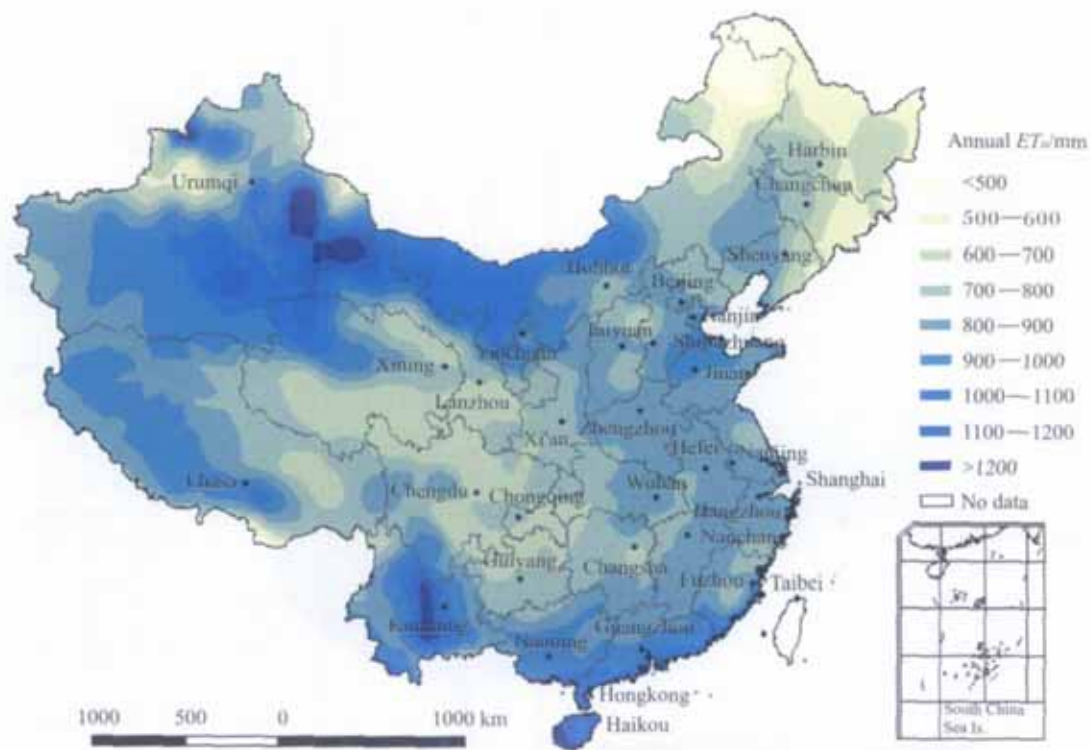 Harbin
Changchun
Urumqi
Shenyang
Hohhot
Beijing
Tianjin
Taiyuan
Shijiazhuang
Yinchuan
Jinan
Xining
Lanzhou
Zhengzhou
Xi'an
Hefei
Nanjing
Shanghai
Lhasa
Chengdu
Chongqing
Wuhan
Hangzhou
Nanchang
Guiyang
Changsha
Fuzhou
Taibei
Kunming
Nanning
Guangzhou
Hongkong
Haikou
1000 500 0 1000 km
Annual ET₀/mm
<500
500—600
600—700
700—800
800—900
900—1000
1000—1100
1100—1200
>1200
No data
South China
Sea Is.